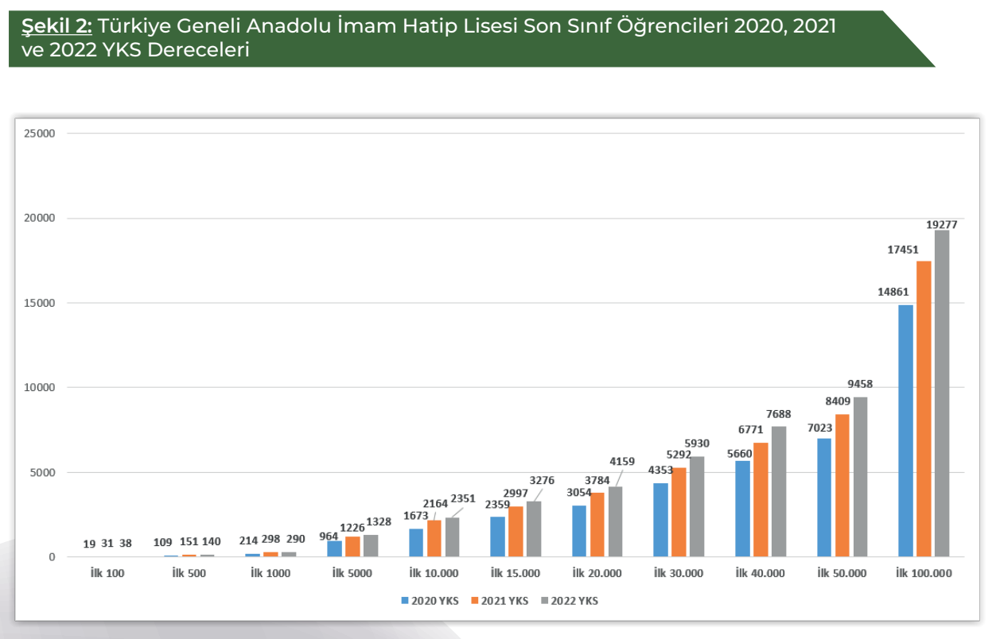 Şekil 2: Türkiye Geneli Anadolu İmam Hatip Lisesi Son Sınıf Öğrencileri 2020, 2021
ve 2022 YKS Dereceleri
25000
20000
15000
10000
5000
0
19 31 38
109 151 140
214 298 290
964 1226 1328
1673 2164 2351
2359 2997 3276
3054 3784 4159
4353 5292 5930
5660 6771 7688
7023 8409 9458
14861 17451 19277
İlk 100 İlk 500 İlk 1000 İlk 5000 İlk 10.000 İlk 15.000 İlk 20.000 İlk 30.000 İlk 40.000 İlk 50.000 İlk 100.000
2020 YKS 2021 YKS 2022 YKS